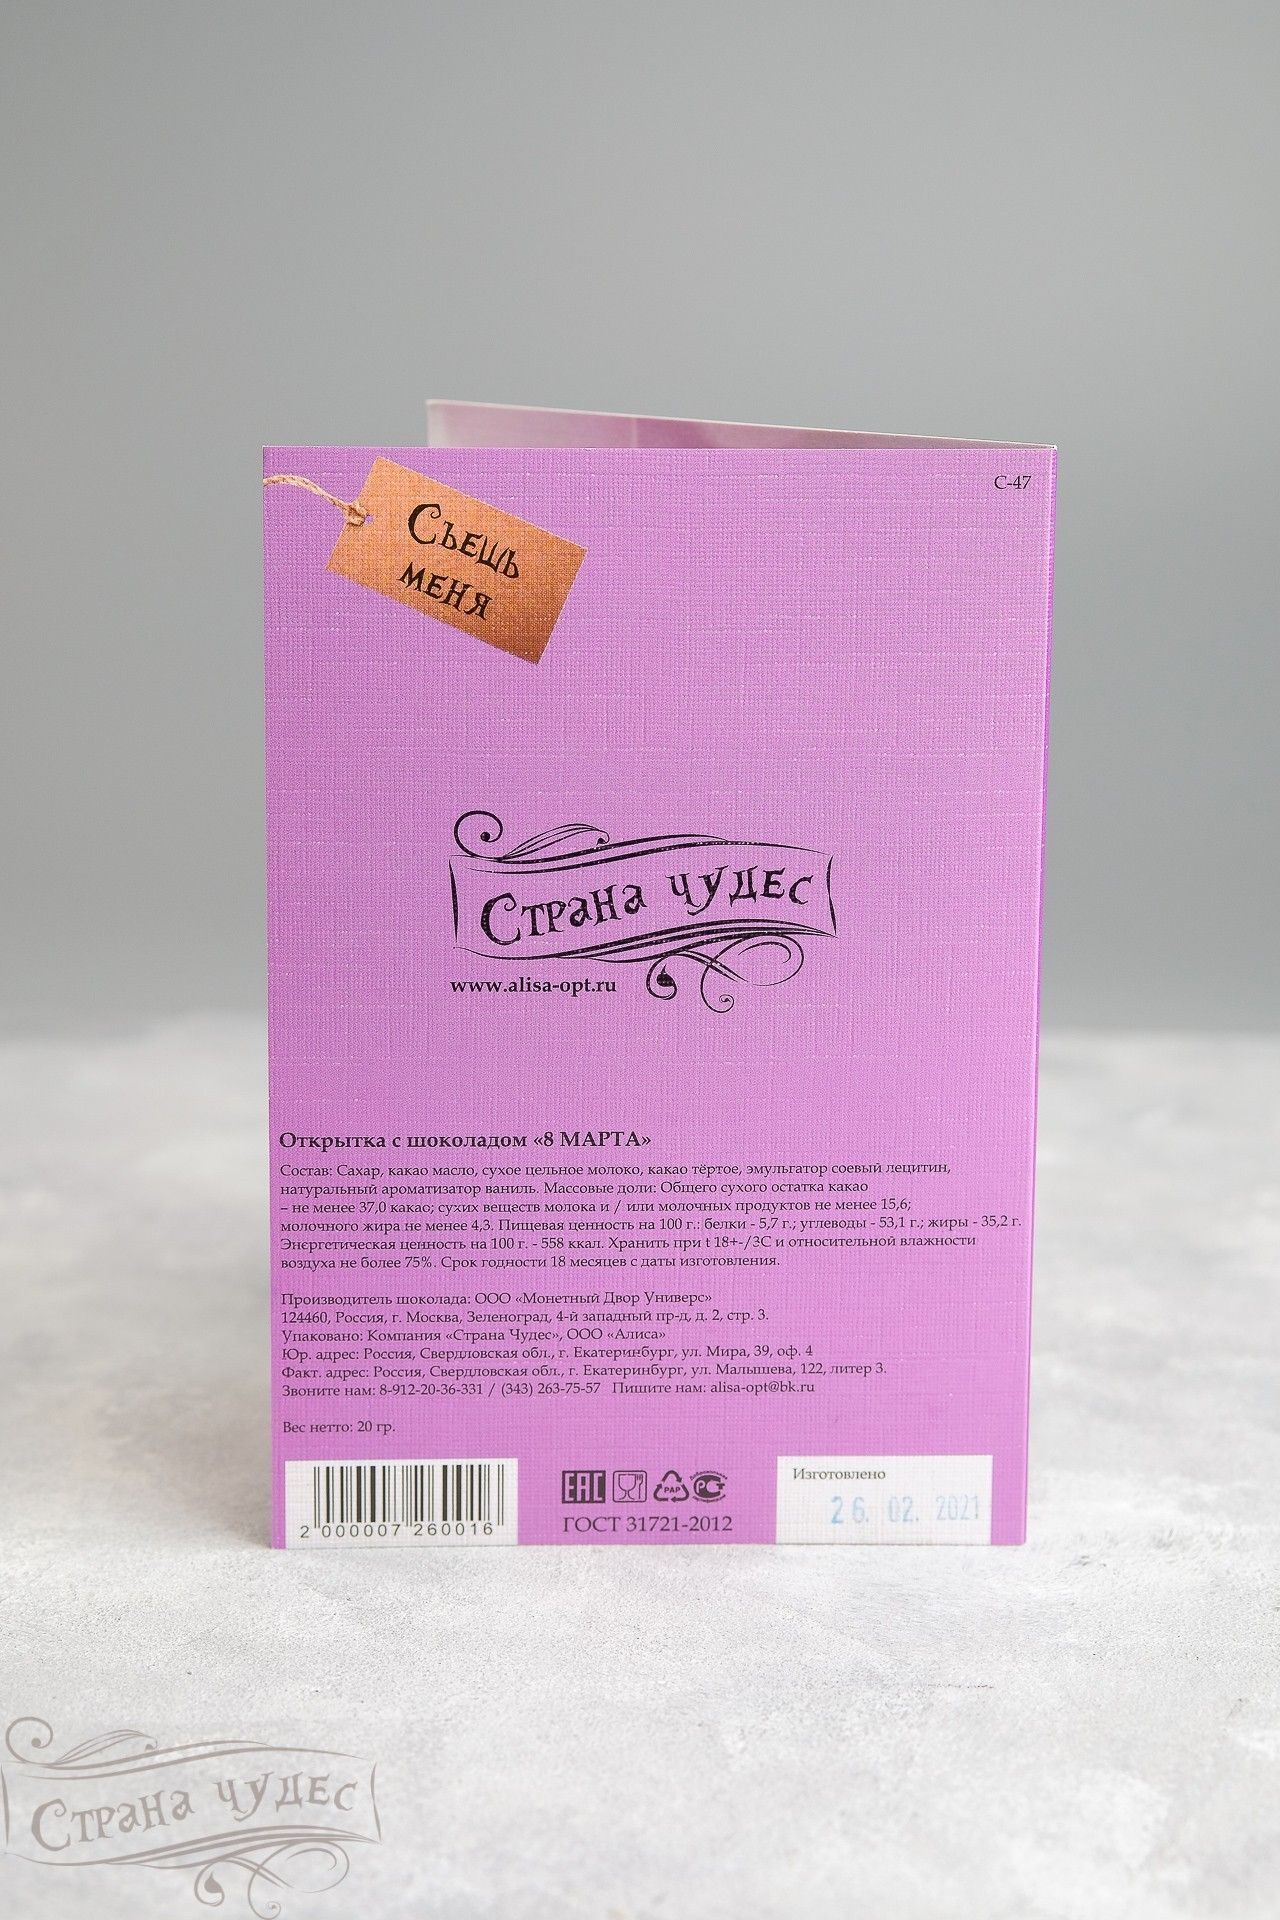 С-47
Съешь
меня
Страна чудес
www.alisa-opt.ru
Открытка с шоколадом «8 МАРТА»
Состав: Сахар, какао масло, сухое цельное молоко, какао тёртое, эмульгатор соевый лецитин,
натуральный ароматизатор ваниль. Массовые доли: Общего сухого остатка какао
– не менее 37,0 какао; сухих веществ молока и / или молочных продуктов не менее 15,6;
молочного жира не менее 4,3. Пищевая ценность на 100 г.: белки - 5,7 г.; углеводы - 53,1 г.; жиры - 35,2 г.
Энергетическая ценность на 100 г. - 558 ккал. Хранить при t 18+-/3С и относительной влажности
воздуха не более 75%. Срок годности 18 месяцев с даты изготовления.
Производитель шоколада: ООО «Монетный Двор Универс»
124460, Россия, г. Москва, Зеленоград, 4-й западный пр-д, д. 2, стр. 3.
Упаковано: Компания «Страна Чудес», ООО «Алиса»
Юр. адрес: Россия, Свердловская обл., г. Екатеринбург, ул. Мира, 39, оф. 4
Факт. адрес: Россия, Свердловская обл., г. Екатеринбург, ул. Малышева, 122, литер 3.
Звоните нам: 8-912-20-36-331 / (343) 263-75-57 Пишите нам: alisa-opt@bk.ru
Вес нетто: 20 гр.
2 000007 260016
EAC
PAP
ГОСТ 31721-2012
Изготовлено
26. 02. 2021
Страна чудес